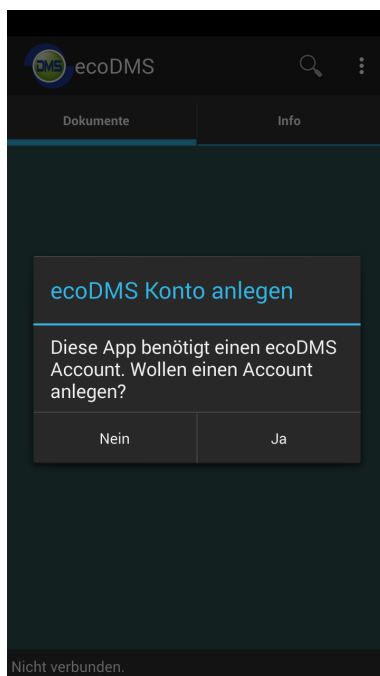 DMS ecoDMS
Dokumente Info
ecoDMS Konto anlegen
Diese App benötigt einen ecoDMS
Account. Wollen einen Account
anlegen?
Nein Ja
Nicht verbunden.